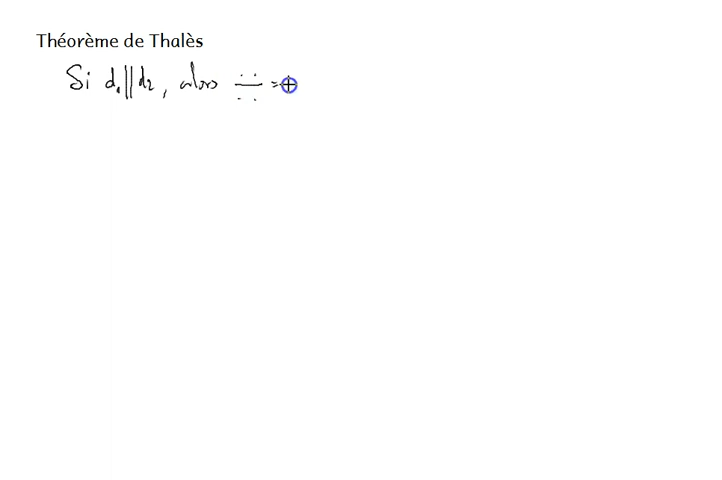 Théorème de Thalès
Si d₁ || d₂, alors ⋅⋅/⋅⋅ =